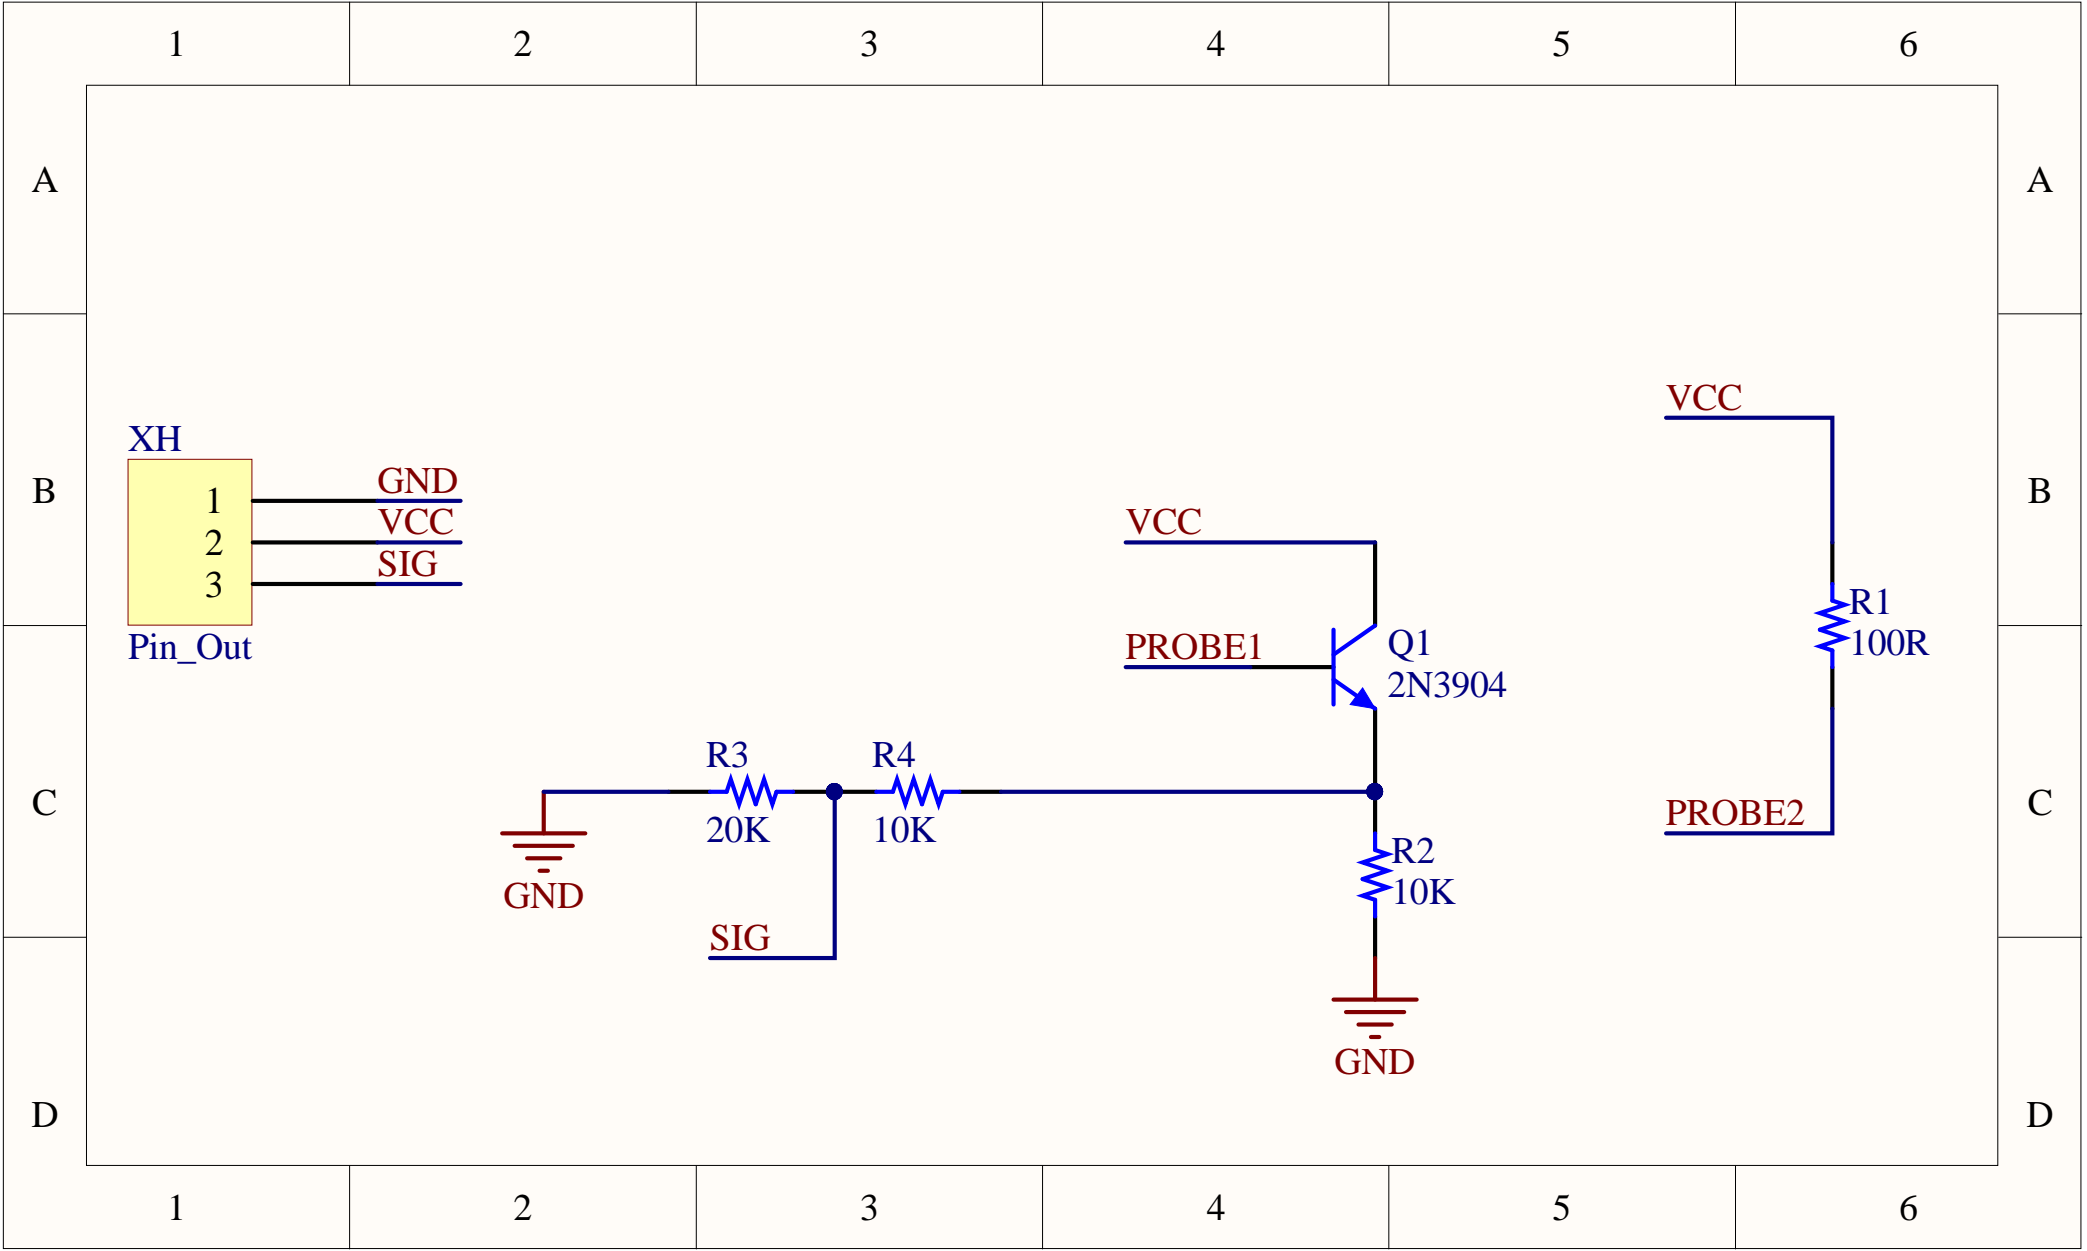 1 2 3 4 5 6
A A
VCC
XH
GND
B 1 B
VCC VCC
2
SIG
3
R1
Pin_Out PROBE1 Q1 100R
2N3904
R3 R4
C C
PROBE2
20K 10K R2
GND 10K
SIG
GND
D D
1 2 3 4 5 6